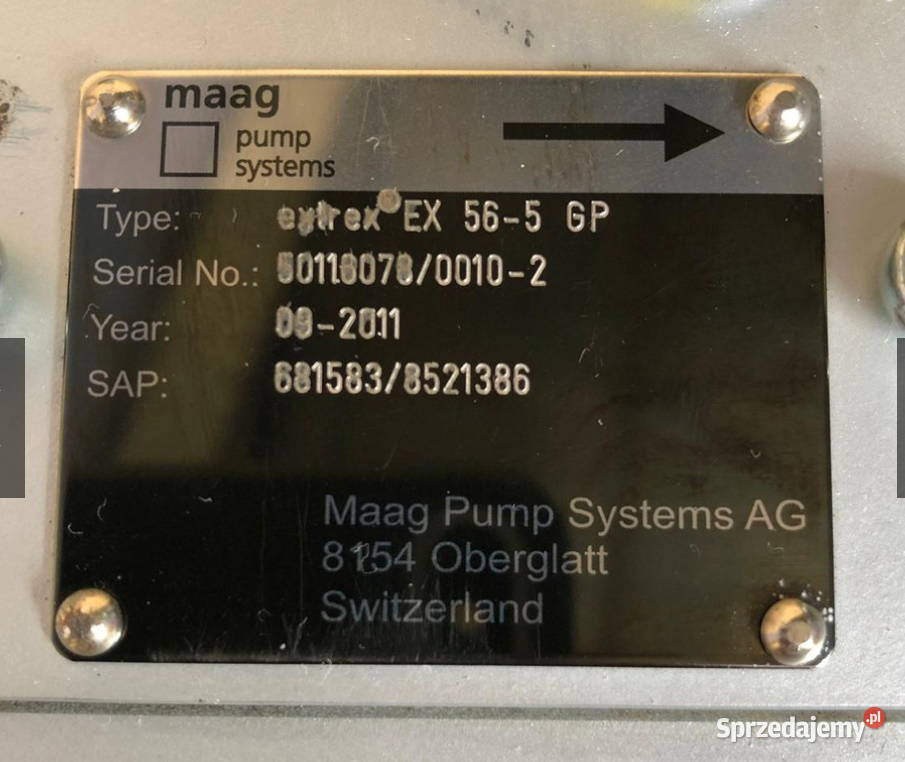 maag
pump
systems
Type: extrex® EX 56-5 GP
Serial No.: 50116078/0010-2
Year: 09-2011
SAP: 681583/8521386
Maag Pump Systems AG
8154 Oberglatt
Switzerland
Sprzedajemy.pl